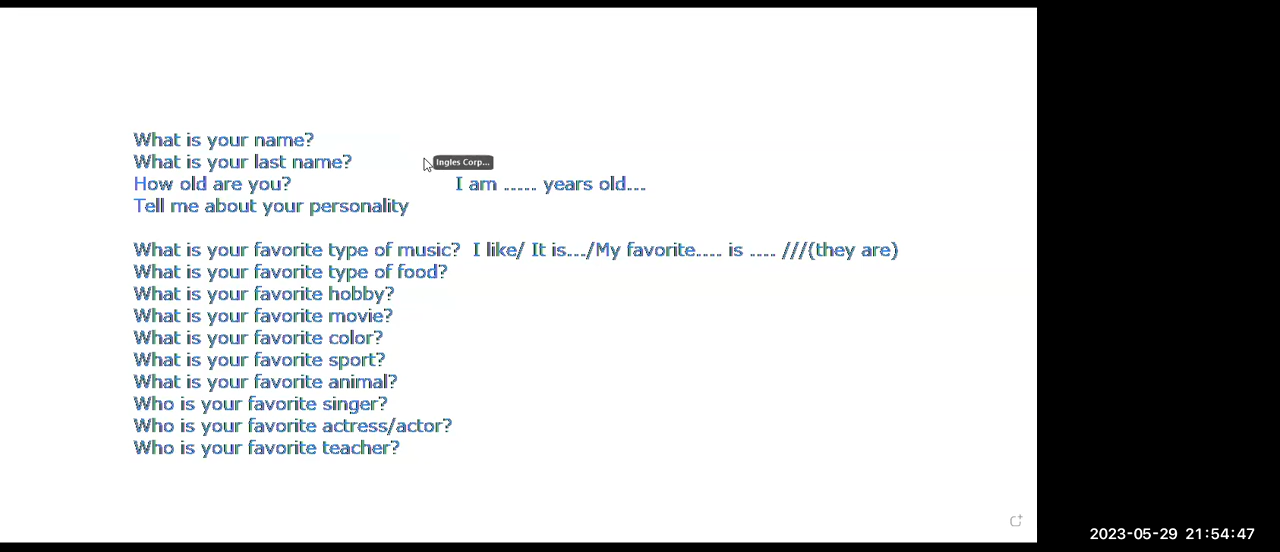 What is your name?
What is your last name?
Ingles Corp...
How old are you? I am ..... years old...
Tell me about your personality
What is your favorite type of music? I like/ It is.../My favorite.... is .... ///(they are)
What is your favorite type of food?
What is your favorite hobby?
What is your favorite movie?
What is your favorite color?
What is your favorite sport?
What is your favorite animal?
Who is your favorite singer?
Who is your favorite actress/actor?
Who is your favorite teacher?
2023-05-29 21:54:47